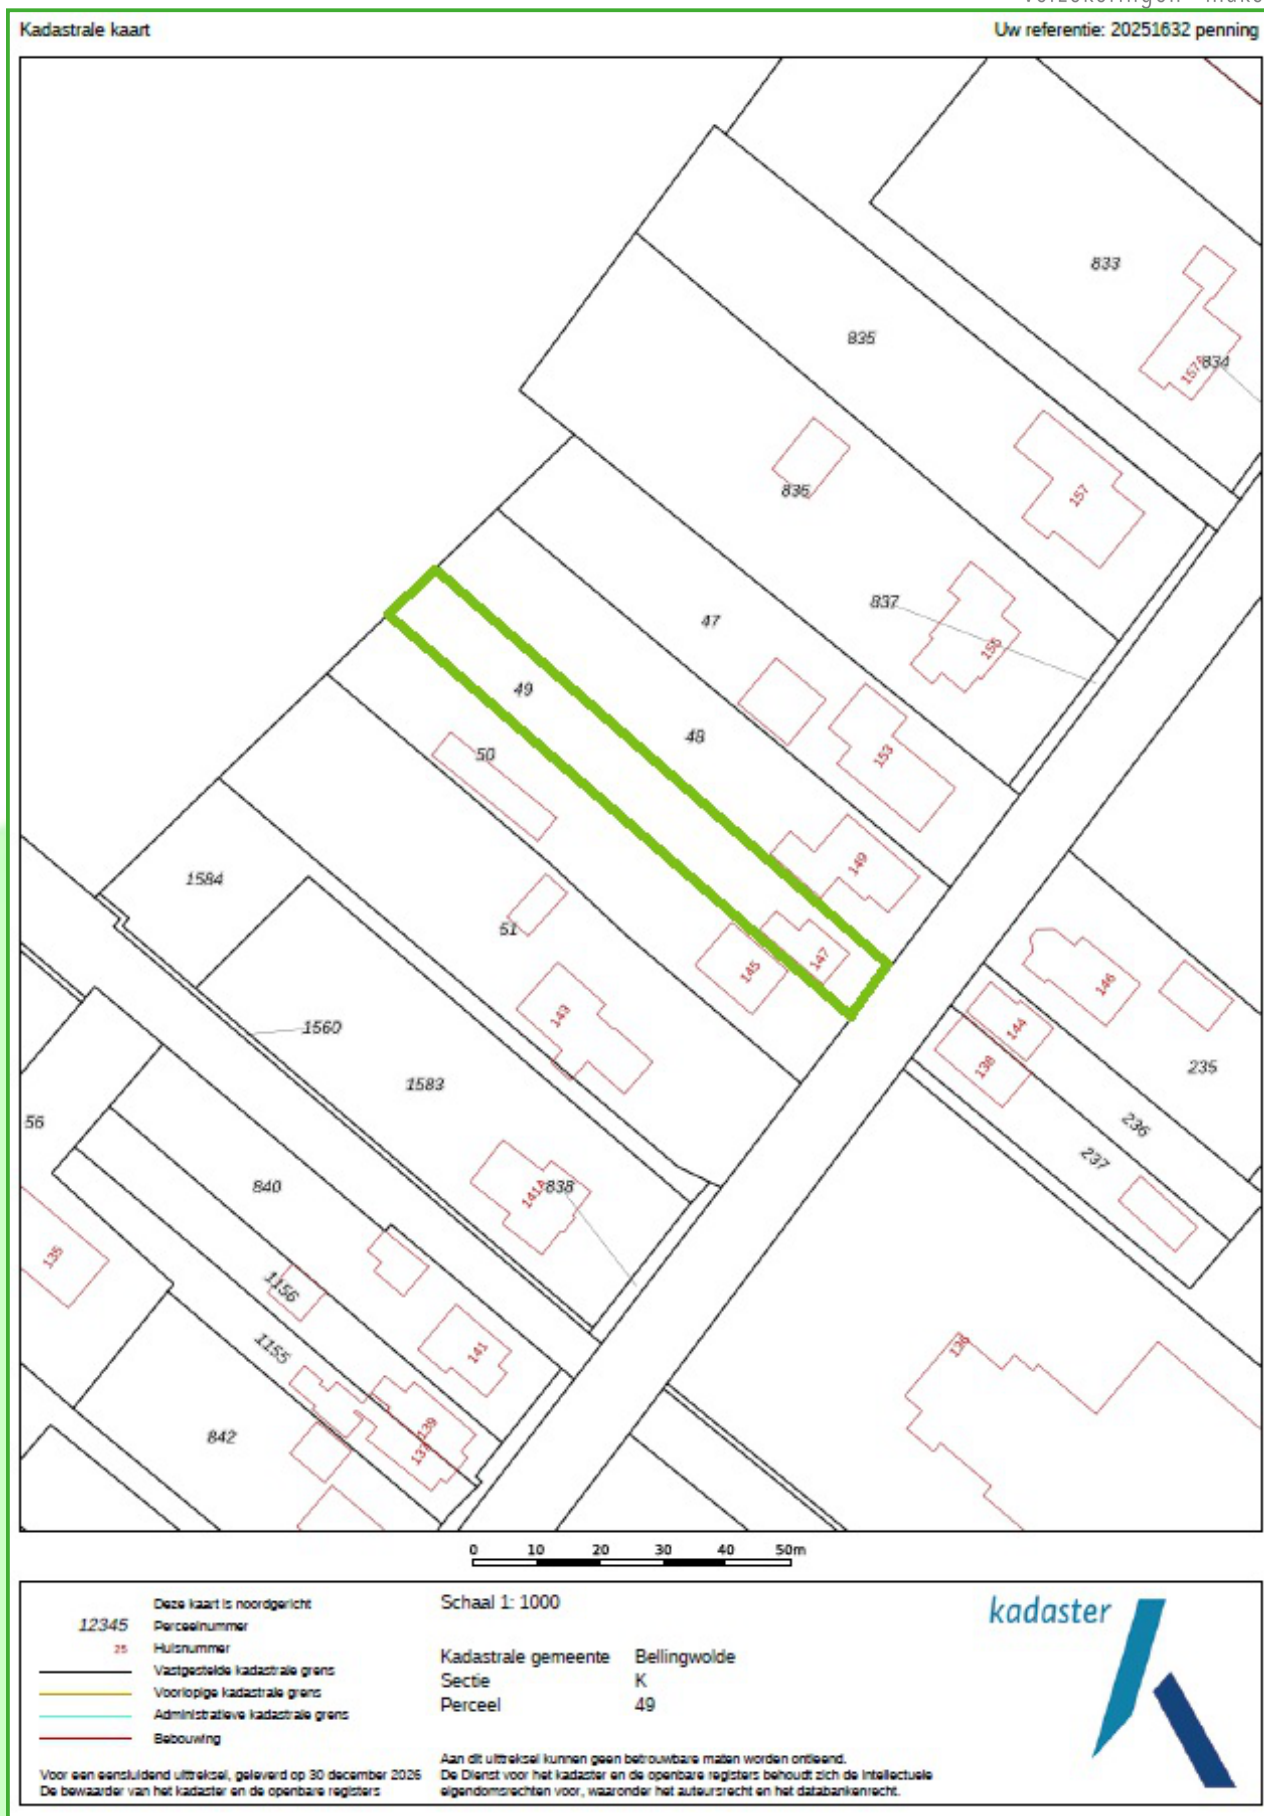 Kadastrale kaart
Uw referentie: 20251632 penning
833
835
834
157
836
837
155
47
49
48
50
153
149
1584
51
147
145
146
143
144
1560
138
235
1583
56
236
237
840
141A
838
135
1156
136
1155
141
139
842
0 10 20 30 40 50m
Deze kaart is noordgericht
12345 Perceelnummer
25 Huisnummer
Vastgestelde kadastrale grens
Voorlopige kadastrale grens
Administratieve kadastrale grens
Bebouwing
Voor een eensluidend uittreksel, geleverd op 30 december 2025
De bewaarder van het kadaster en de openbare registers
Schaal 1: 1000
Kadastrale gemeente Bellingwolde
Sectie K
Perceel 49
Aan dit uittreksel kunnen geen betrouwbare maten worden ontleend.
De Dienst voor het kadaster en de openbare registers behoudt zich de intellectuele
eigendomsrechten voor, waaronder het auteursrecht en het databankenrecht.
kadaster